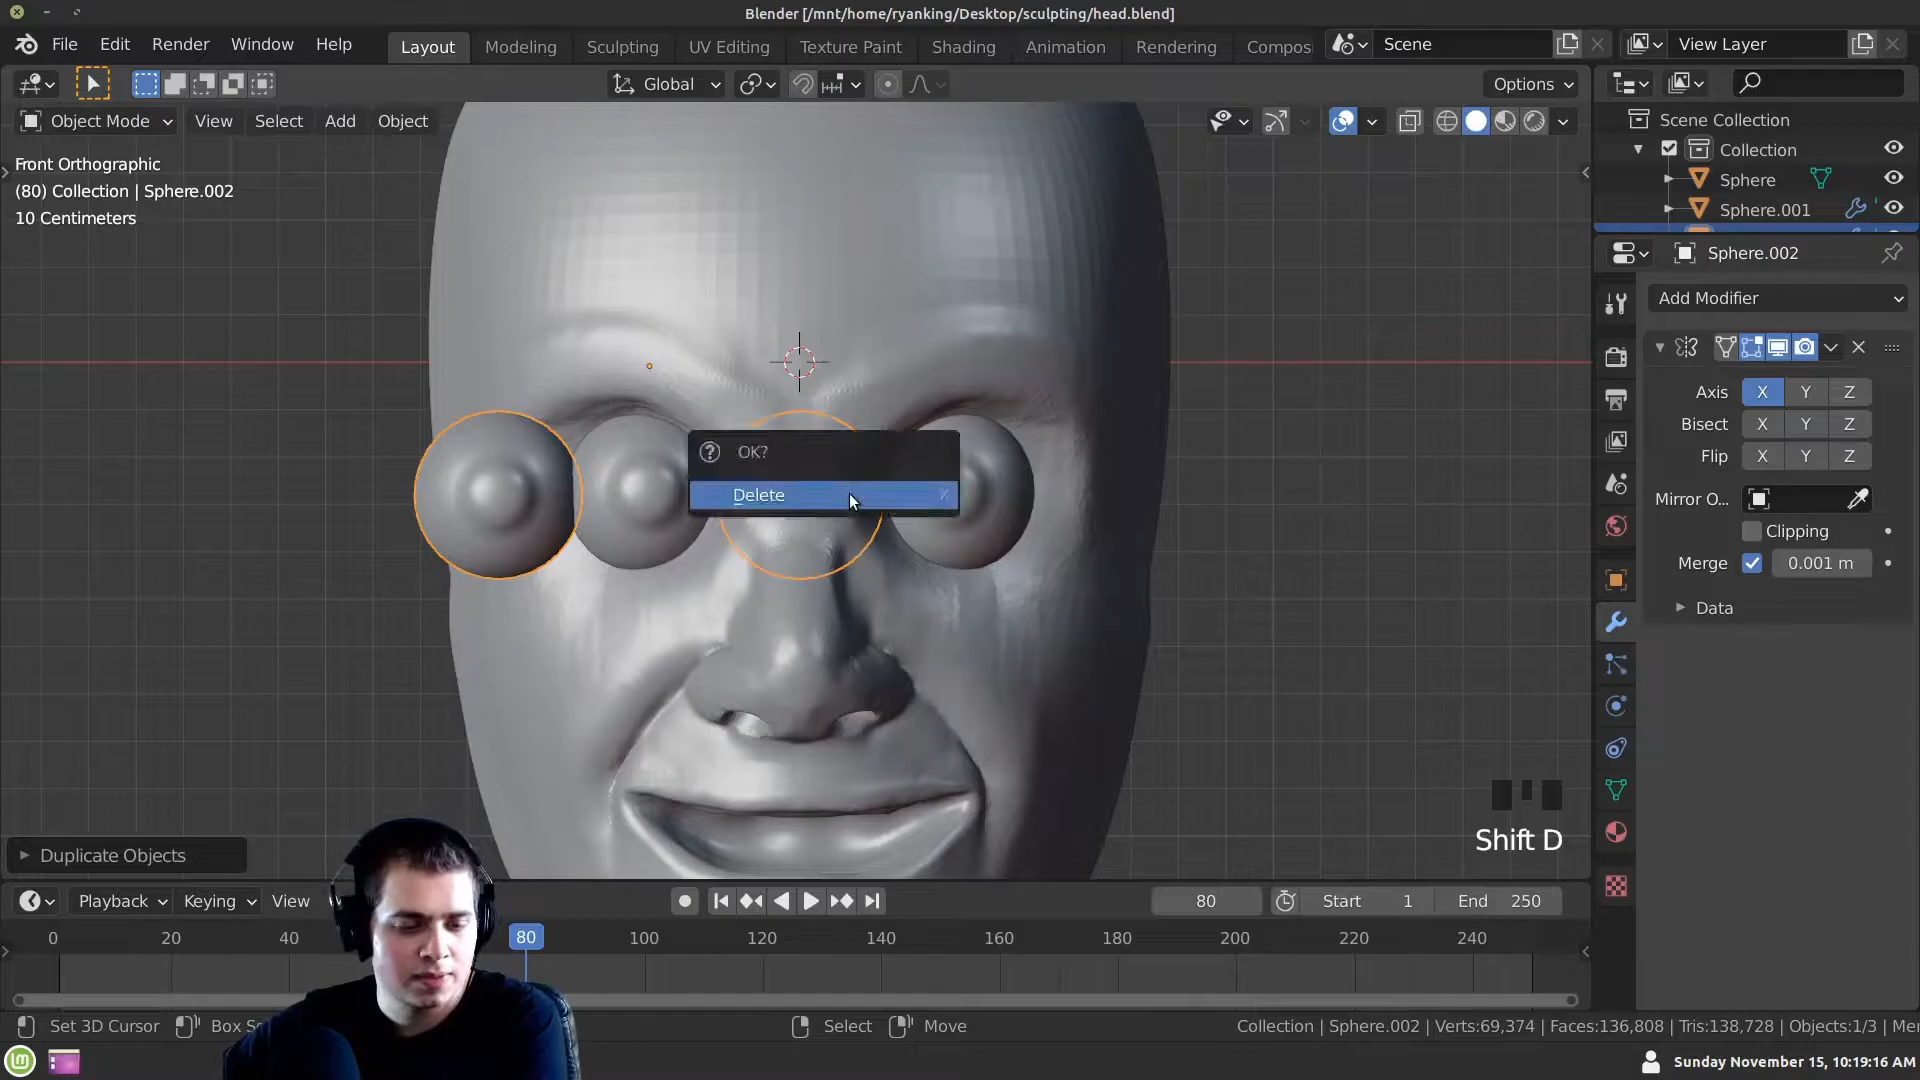 Blender [/mnt/home/ryanking/Desktop/sculpting/head.blend]
File Edit Render Window Help Layout Modeling Sculpting UV Editing Texture Paint Shading Animation Rendering Compos Scene View Layer
Global Options
Object Mode View Select Add Object
Front Orthographic
(80) Collection | Sphere.002
10 Centimeters
Scene Collection
Collection
Sphere
Sphere.001
Sphere.002
Add Modifier
Axis X Y Z
Bisect X Y Z
Flip X Y Z
Mirror O...
Clipping
Merge 0.001 m
Data
OK?
Delete X
Shift D
Duplicate Objects
Playback Keying View 80 Start 1 End 250
0 20 40 80 100 120 140 160 180 200 220 240
Set 3D Cursor Box S Select Move Collection | Sphere.002 | Verts:69,374 | Faces:136,808 | Tris:138,728 | Objects:1/3 | Me
Sunday November 15, 10:19:16 AM